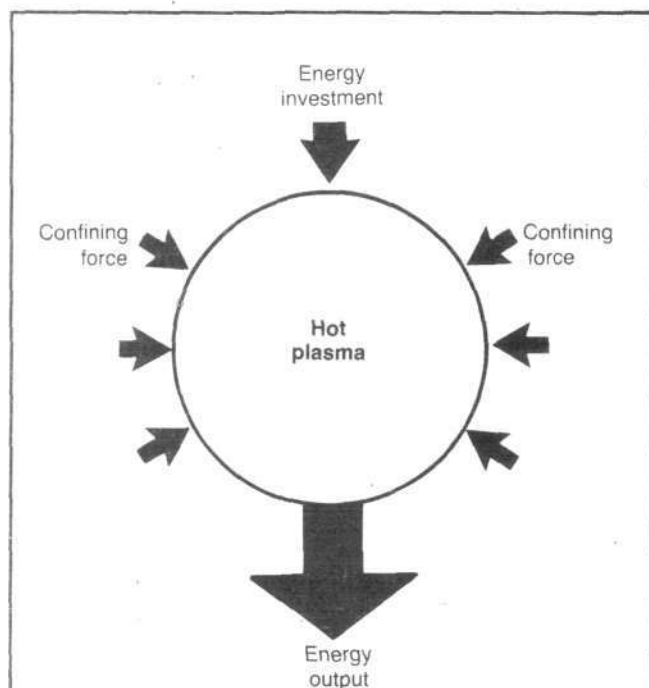 Energy
investment
Confining
force
Confining
force
Hot
plasma
Energy
output